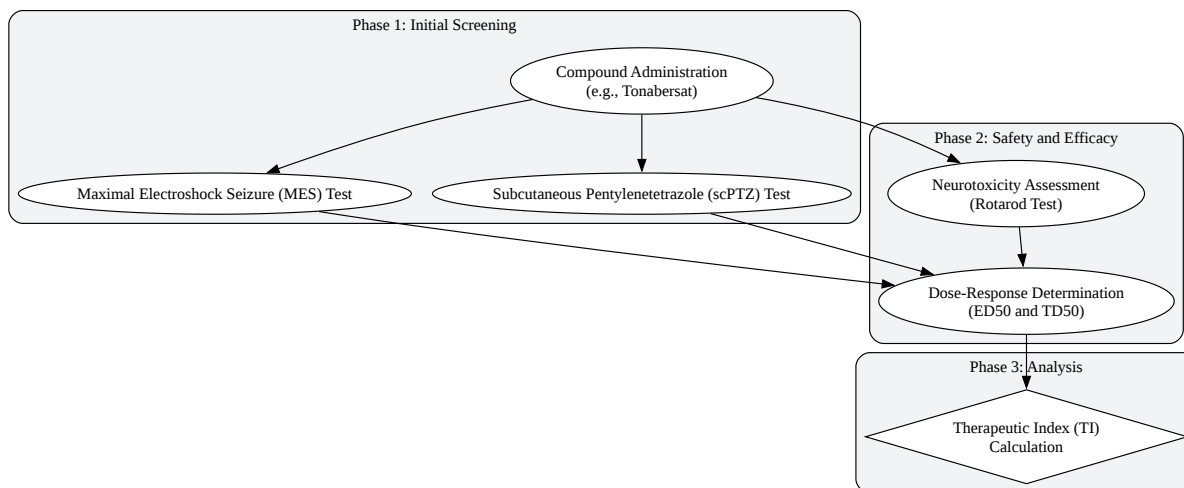 Phase 1: Initial Screening
Compound Administration
(e.g., Tonabersat)
Phase 2: Safety and Efficacy
Maximal Electroshock Seizure (MES) Test
Subcutaneous Pentylenetetrazole (scPTZ) Test
Neurotoxicity Assessment
(Rotarod Test)
Dose-Response Determination
(ED50 and TD50)
Phase 3: Analysis
Therapeutic Index (TI)
Calculation